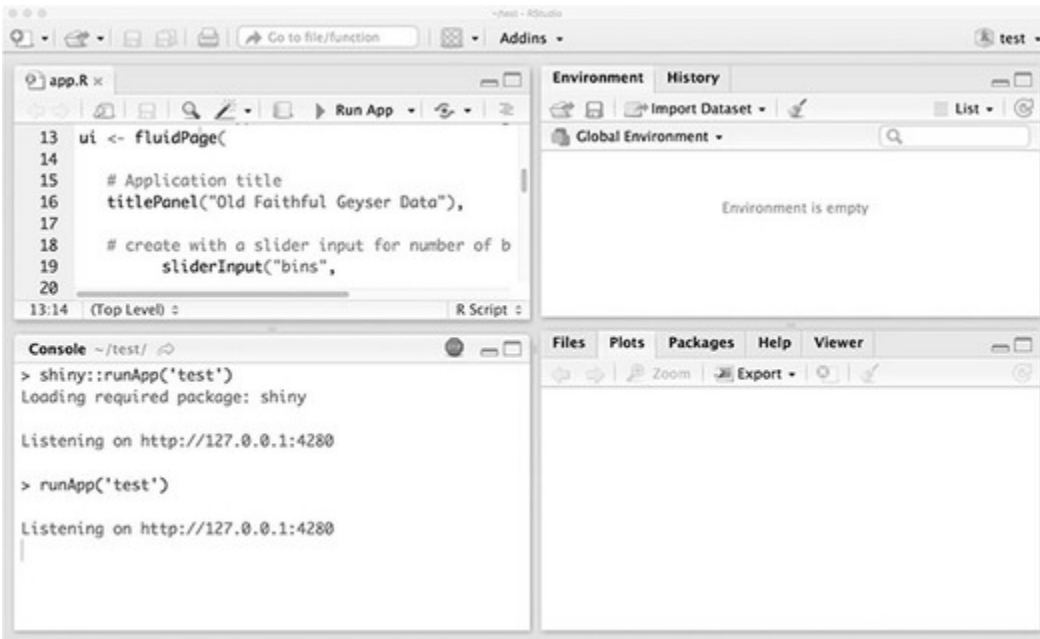 ~/test - RStudio
Go to file/function
Addins
test
app.R
Run App
13 ui <- fluidPage(
14
15 # Application title
16 titlePanel("Old Faithful Geyser Data"),
17
18 # create with a slider input for number of b
19 sliderInput("bins",
20
13:14 (Top Level) R Script
Console ~/test/
> shiny::runApp('test')
Loading required package: shiny
Listening on http://127.0.0.1:4280
> runApp('test')
Listening on http://127.0.0.1:4280
Environment History
Import Dataset List
Global Environment
Environment is empty
Files Plots Packages Help Viewer
Zoom Export